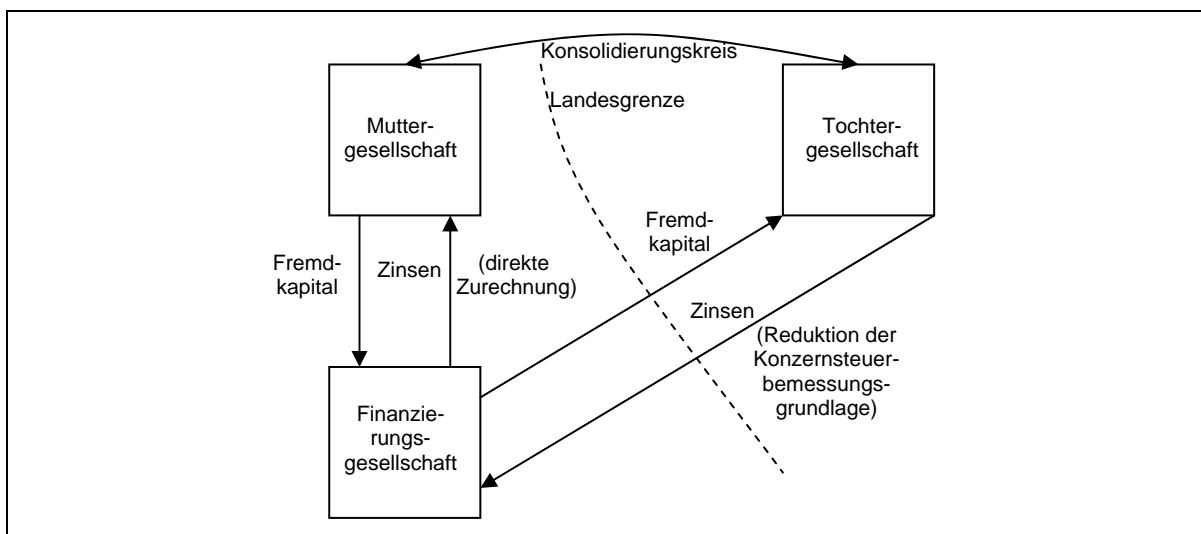 Konsolidierungskreis
Landesgrenze
Mutter-
gesellschaft
Tochter-
gesellschaft
Fremd-
kapital
Zinsen
(direkte
Zurechnung)
Fremd-
kapital
Zinsen
(Reduktion der
Konzernsteuer-
bemessungs-
grundlage)
Finanzie-
rungs-
gesellschaft